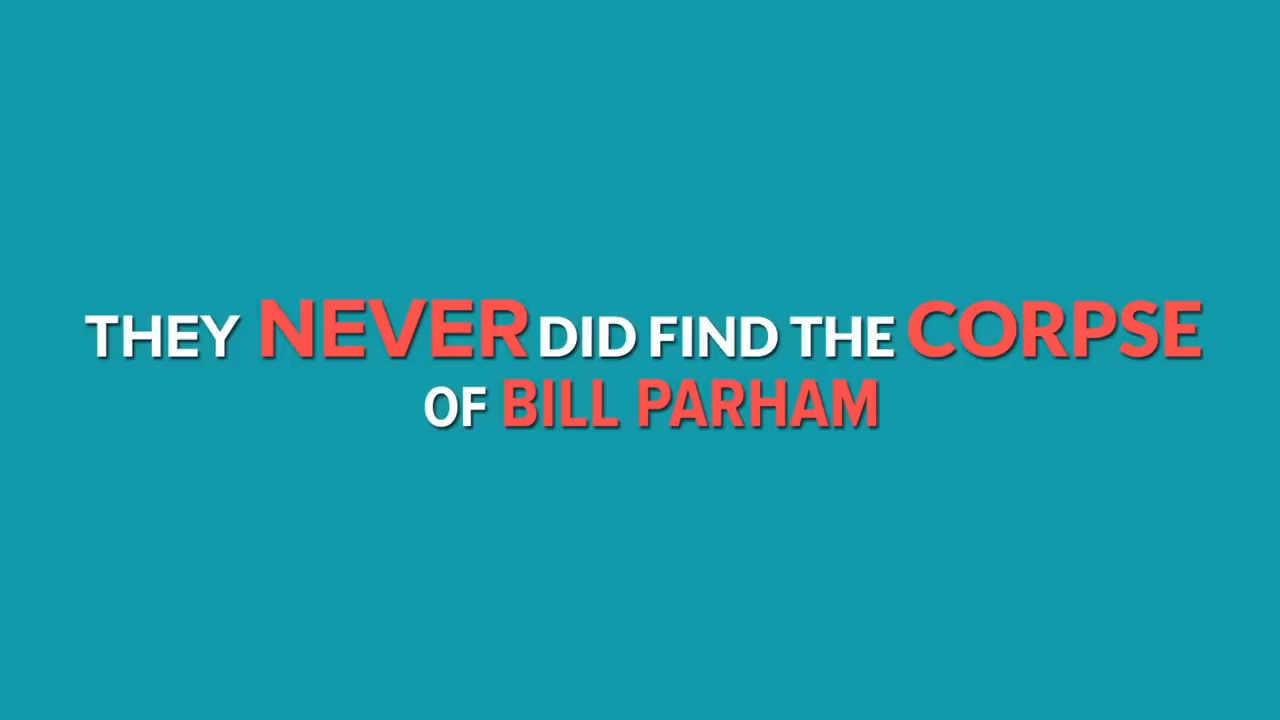 THEY NEVER DID FIND THE CORPSE
OF BILL PARHAM